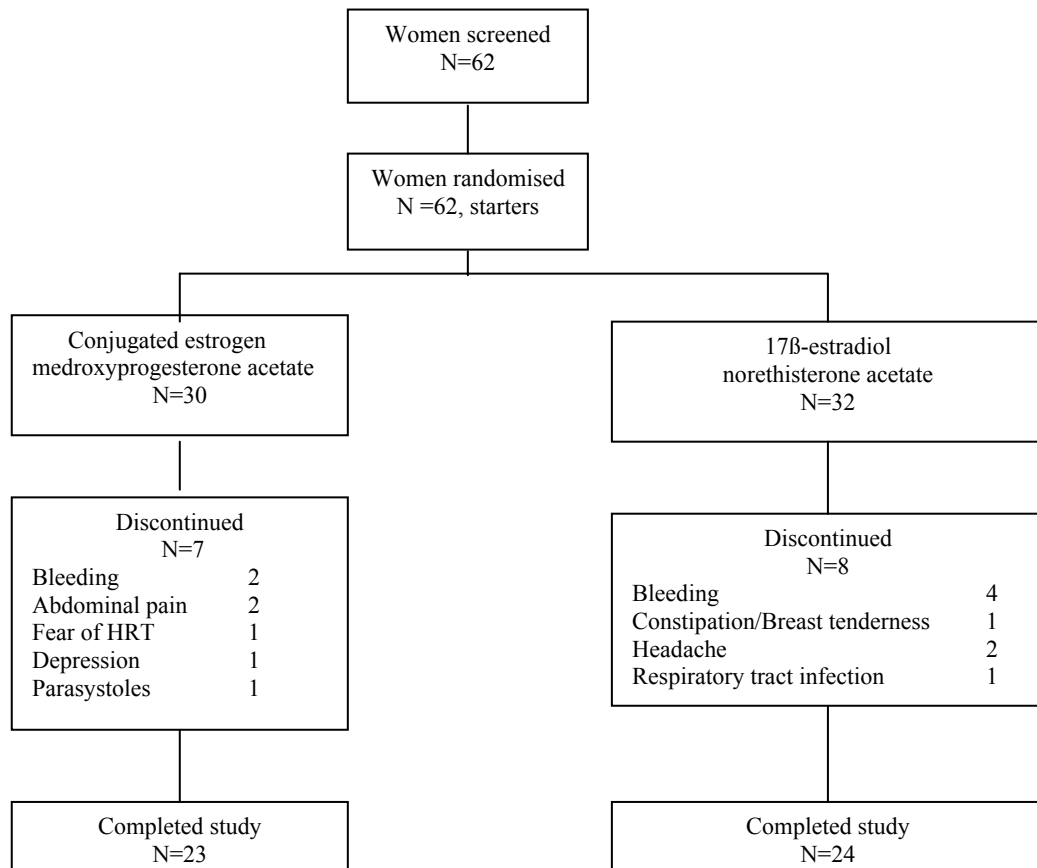 Women screened
N=62
Women randomised
N =62, starters
Conjugated estrogen
medroxyprogesterone acetate
N=30
17ß-estradiol
norethisterone acetate
N=32
Discontinued
N=7
Bleeding 2
Abdominal pain 2
Fear of HRT 1
Depression 1
Parasystoles 1
Discontinued
N=8
Bleeding 4
Constipation/Breast tenderness 1
Headache 2
Respiratory tract infection 1
Completed study
N=23
Completed study
N=24